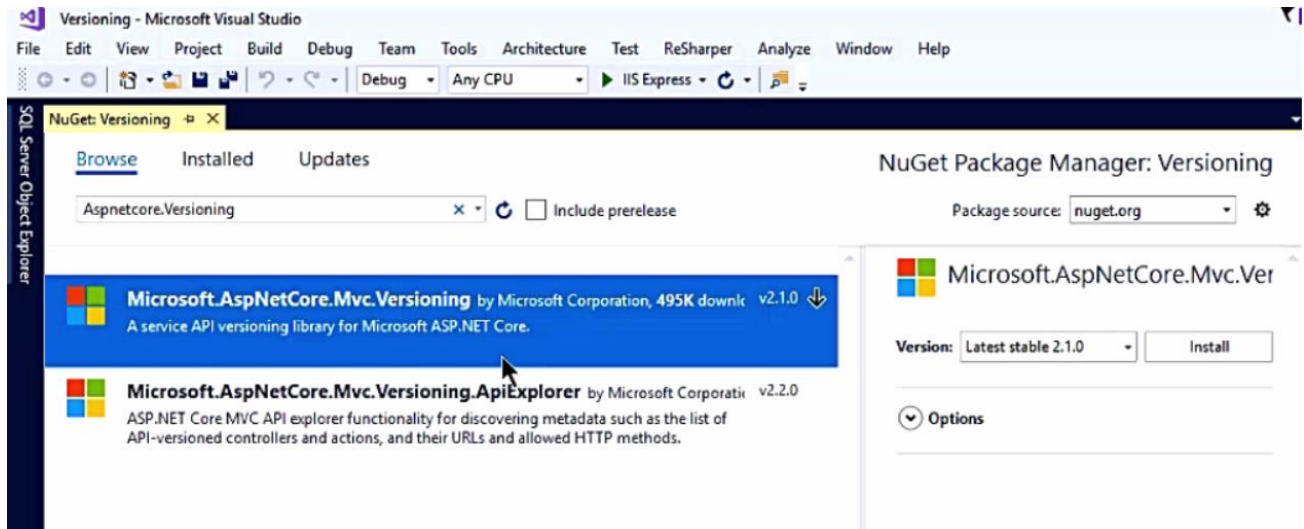 Versioning - Microsoft Visual Studio
File Edit View Project Build Debug Team Tools Architecture Test ReSharper Analyze Window Help
Debug Any CPU IIS Express
SQL Server Object Explorer
NuGet: Versioning
Browse Installed Updates
NuGet Package Manager: Versioning
Aspnetcore.Versioning
Include prerelease
Package source: nuget.org
Microsoft.AspNetCore.Mvc.Versioning by Microsoft Corporation, 495K downlo v2.1.0
A service API versioning library for Microsoft ASP.NET Core.
Microsoft.AspNetCore.Mvc.Versioning.ApiExplorer by Microsoft Corporatio v2.2.0
ASP.NET Core MVC API explorer functionality for discovering metadata such as the list of
API-versioned controllers and actions, and their URLs and allowed HTTP methods.
Microsoft.AspNetCore.Mvc.Ver
Version: Latest stable 2.1.0 Install
Options